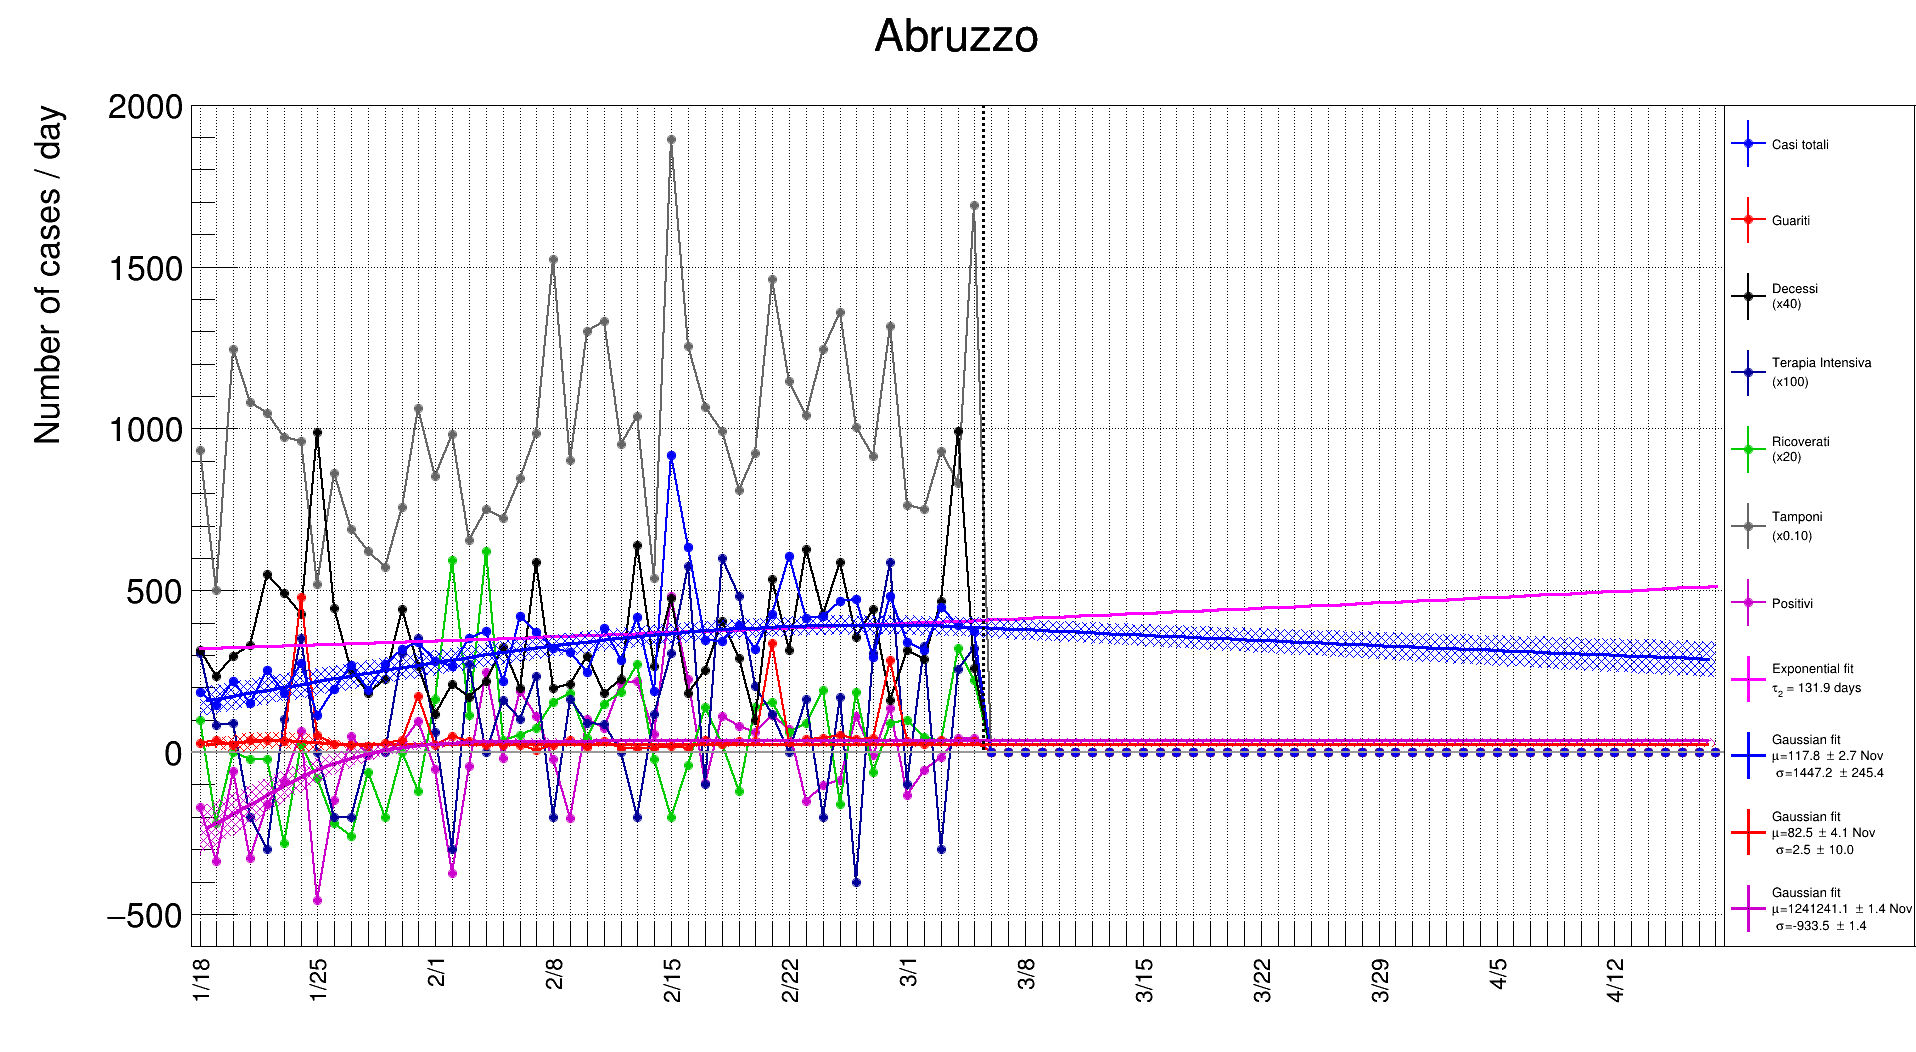 Abruzzo
Number of cases / day
2000
1500
1000
500
0
−500
1/18
1/25
2/1
2/8
2/15
2/22
3/1
3/8
3/15
3/22
3/29
4/5
4/12
Casi totali
Guariti
Decessi
(x40)
Terapia Intensiva
(x100)
Ricoverati
(x20)
Tamponi
(x0.10)
Positivi
Exponential fit
τ2 = 131.9 days
Gaussian fit
μ=117.8 ± 2.7 Nov
σ=1447.2 ± 245.4
Gaussian fit
μ=82.5 ± 4.1 Nov
σ=2.5 ± 10.0
Gaussian fit
μ=1241241.1 ± 1.4 Nov
σ=-933.5 ± 1.4